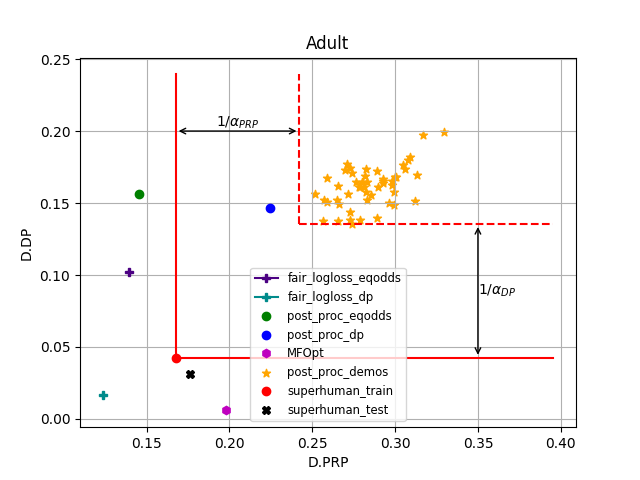 Adult
0.25
0.20
0.15
0.10
0.05
0.00
D.DP
1/α_PRP
1/α_DP
fair_logloss_eqodds
fair_logloss_dp
post_proc_eqodds
post_proc_dp
MFOpt
post_proc_demos
superhuman_train
superhuman_test
0.15 0.20 0.25 0.30 0.35 0.40
D.PRP